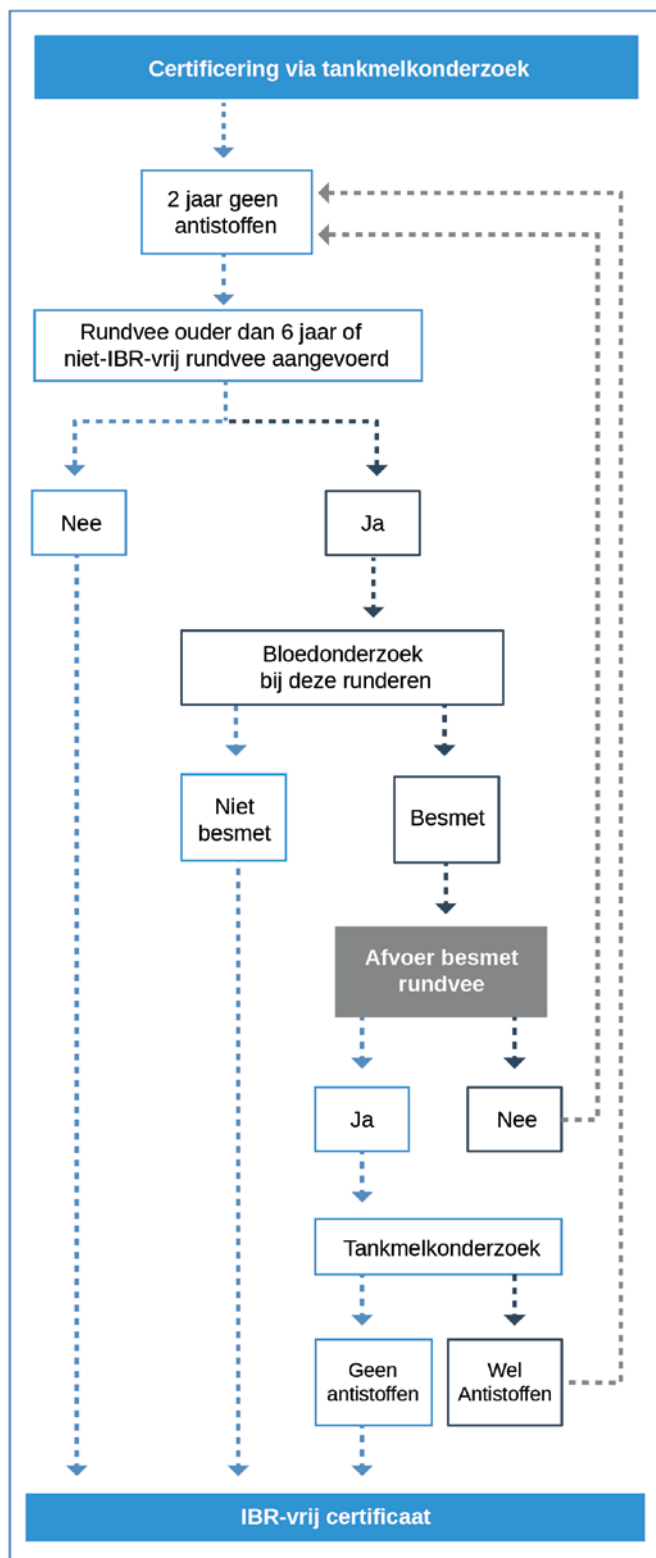 Certificering via tankmelkonderzoek
2 jaar geen
antistoffen
Rundvee ouder dan 6 jaar of
niet-IBR-vrij rundvee aangevoerd
Nee
Ja
Bloedonderzoek
bij deze runderen
Niet
besmet
Besmet
Afvoer besmet
rundvee
Ja
Nee
Tankmelkonderzoek
Geen
antistoffen
Wel
Antistoffen
IBR-vrij certificaat